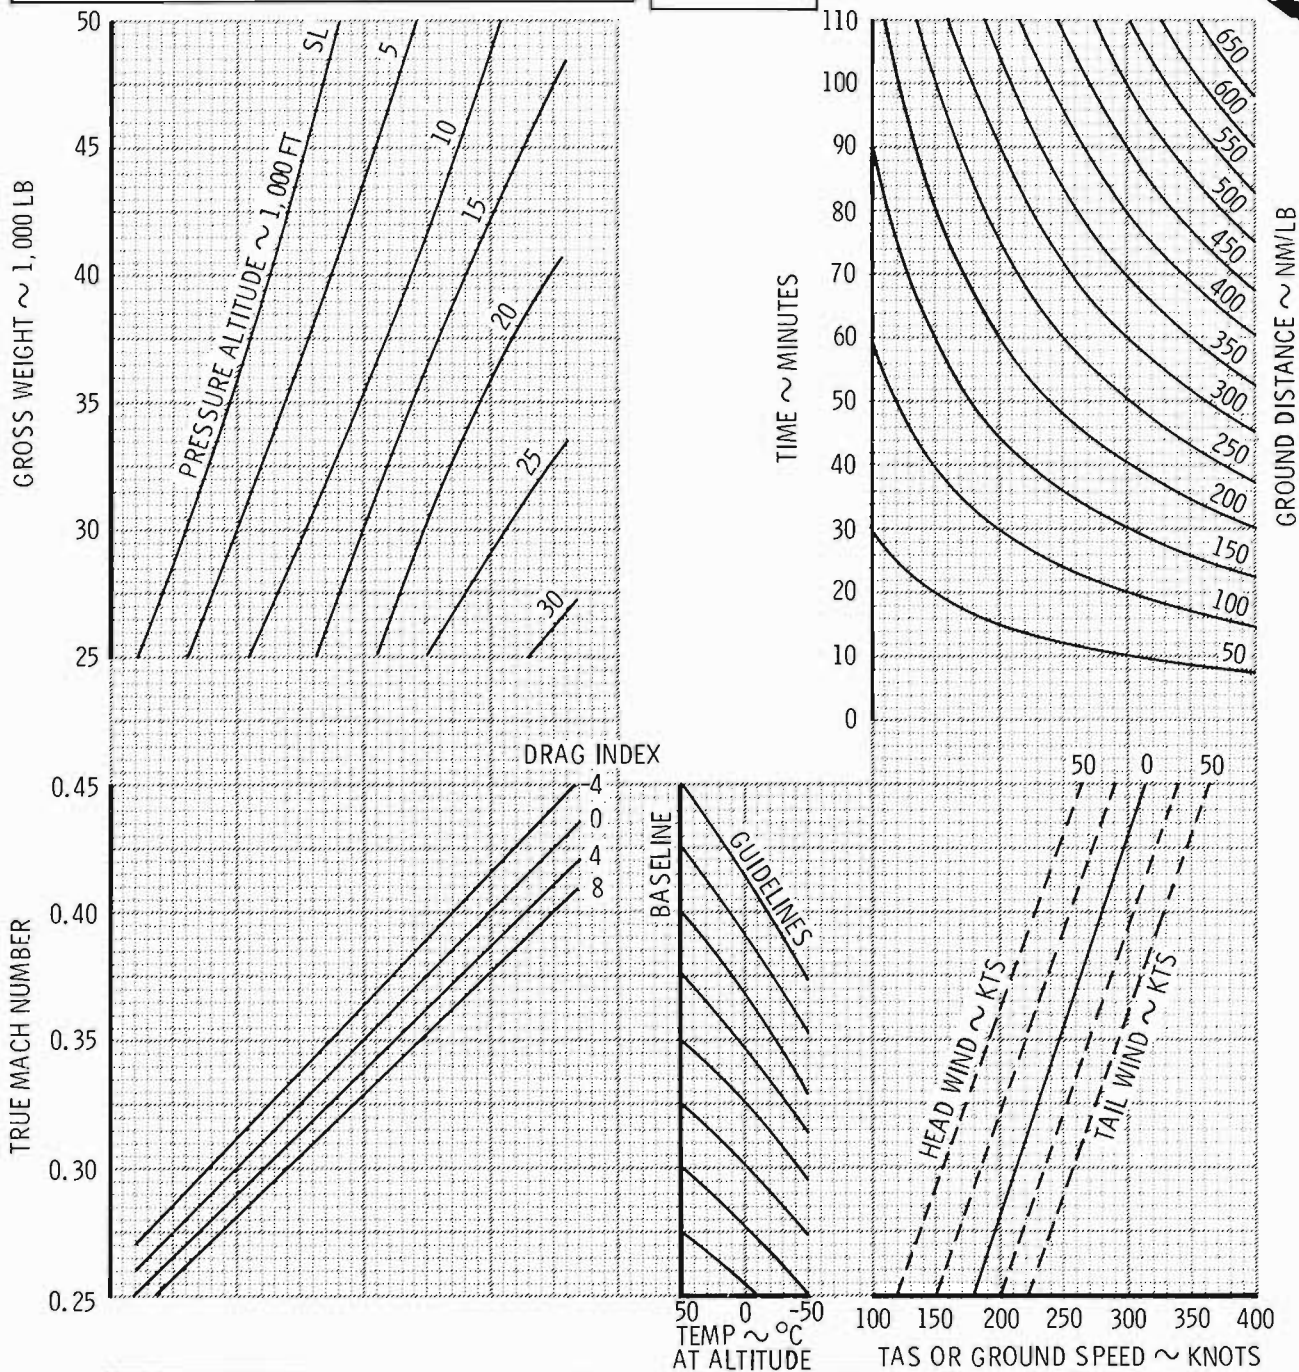 50
45
40
35
30
25
GROSS WEIGHT ~ 1,000 LB
PRESSURE ALTITUDE ~ 1,000 FT
SL
5
10
15
20
25
30
110
100
90
80
70
60
50
40
30
20
10
0
TIME ~ MINUTES
650
600
550
500
450
400
350
300
250
200
150
100
50
GROUND DISTANCE ~ NM/LB
0.45
0.40
0.35
0.30
0.25
TRUE MACH NUMBER
DRAG INDEX
-4
0
4
8
BASELINE
GUIDELINES
50 0 -50
TEMP ~ °C
AT ALTITUDE
50 0 50
HEAD WIND ~ KTS
TAIL WIND ~ KTS
100 150 200 250 300 350 400
TAS OR GROUND SPEED ~ KNOTS